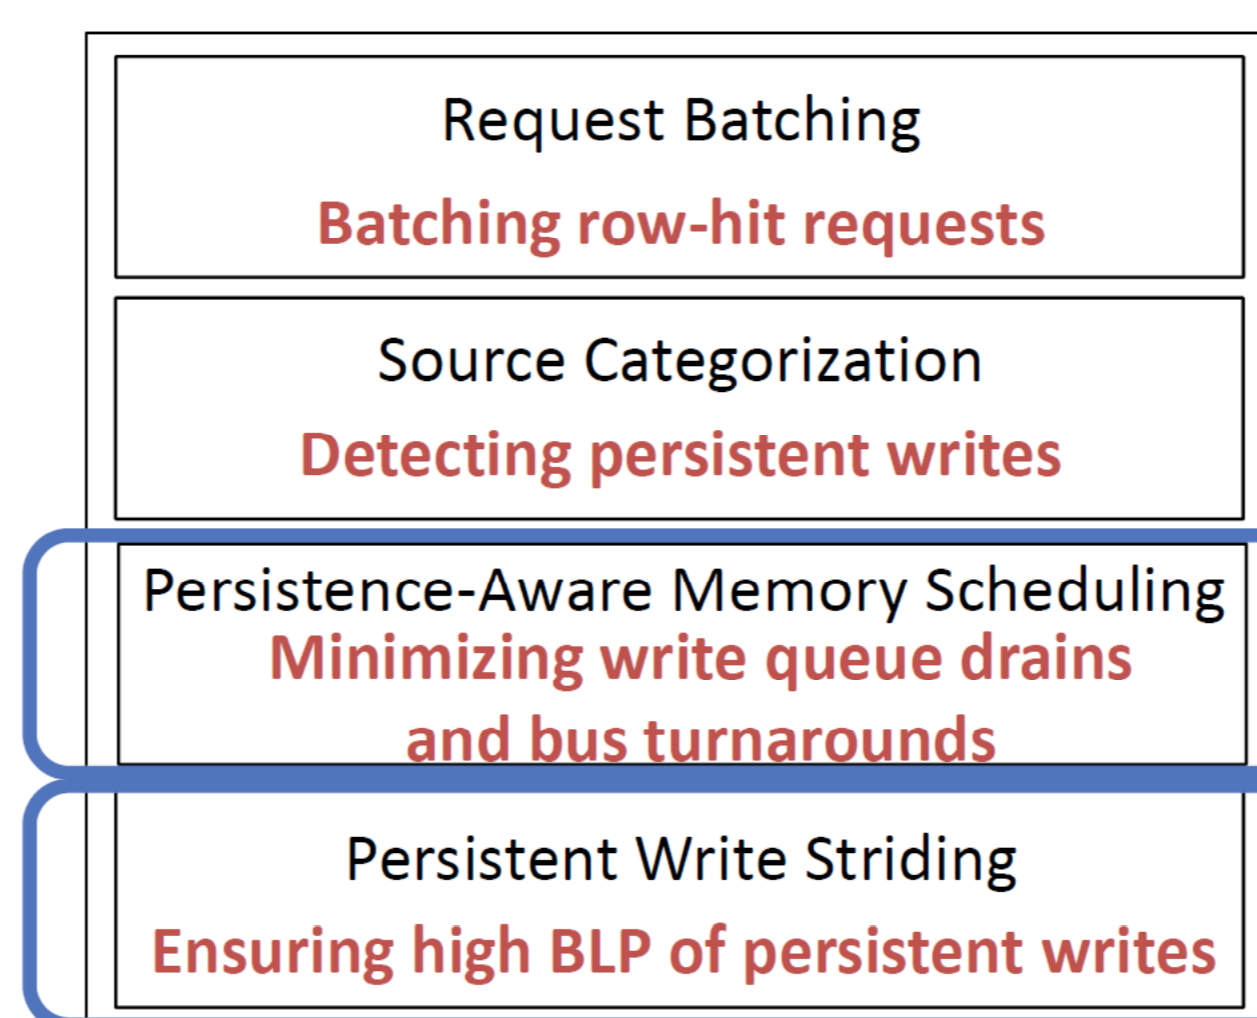 Request Batching
Batching row-hit requests
Source Categorization
Detecting persistent writes
Persistence-Aware Memory Scheduling
Minimizing write queue drains
and bus turnarounds
Persistent Write Striding
Ensuring high BLP of persistent writes